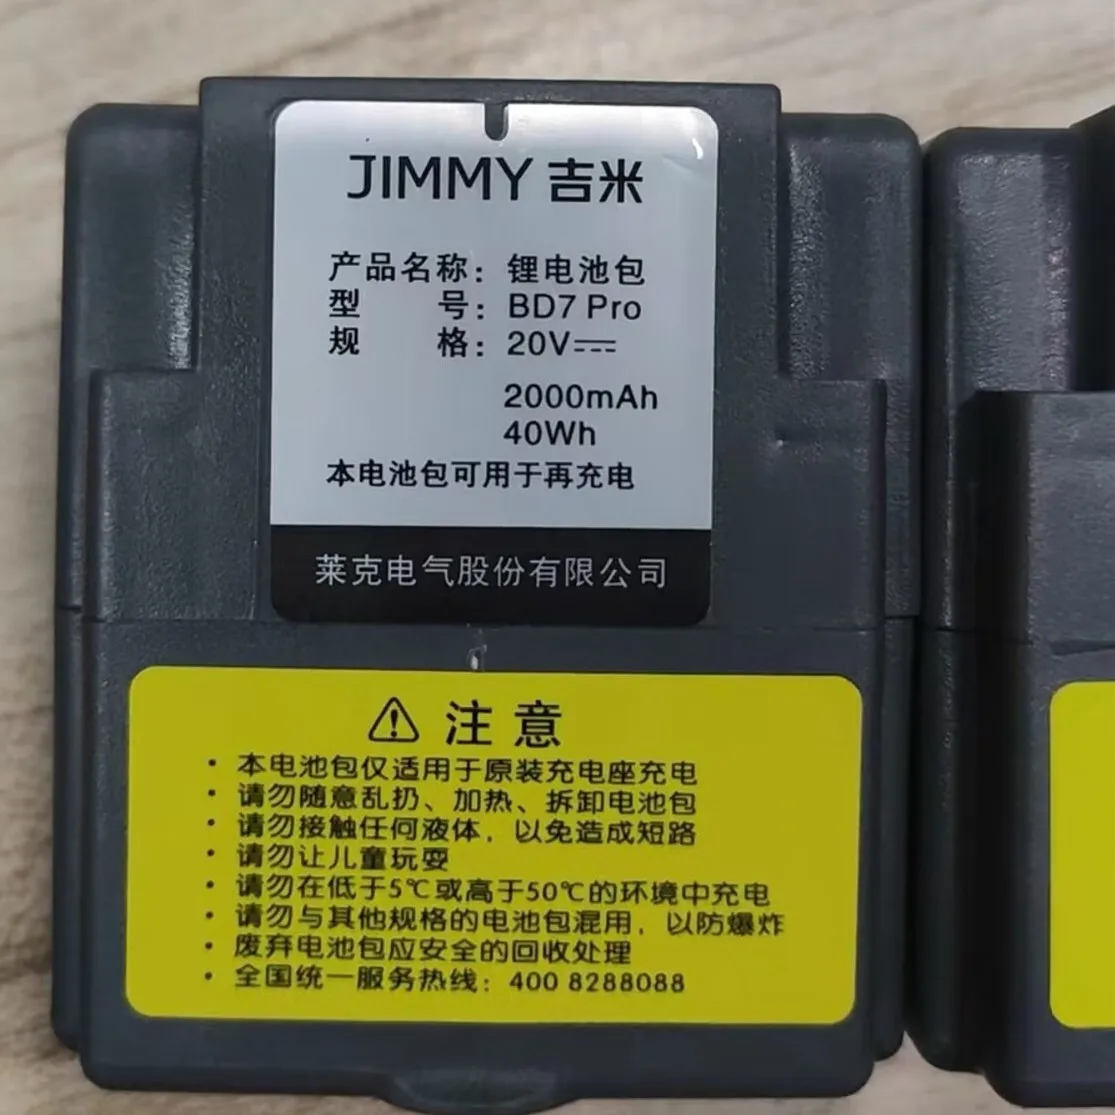 JIMMY 吉米
产品名称：锂电池包
型号：BD7 Pro
规格：20V⎓
2000mAh
40Wh
本电池包可用于再充电
莱克电气股份有限公司
⚠ 注意
· 本电池包仅适用于原装充电座充电
· 请勿随意乱扔、加热、拆卸电池包
· 请勿接触任何液体，以免造成短路
· 请勿让儿童玩耍
· 请勿在低于5℃或高于50℃的环境中充电
· 请勿与其他规格的电池包混用，以防爆炸
· 废弃电池包应安全的回收处理
· 全国统一服务热线：400 8288088